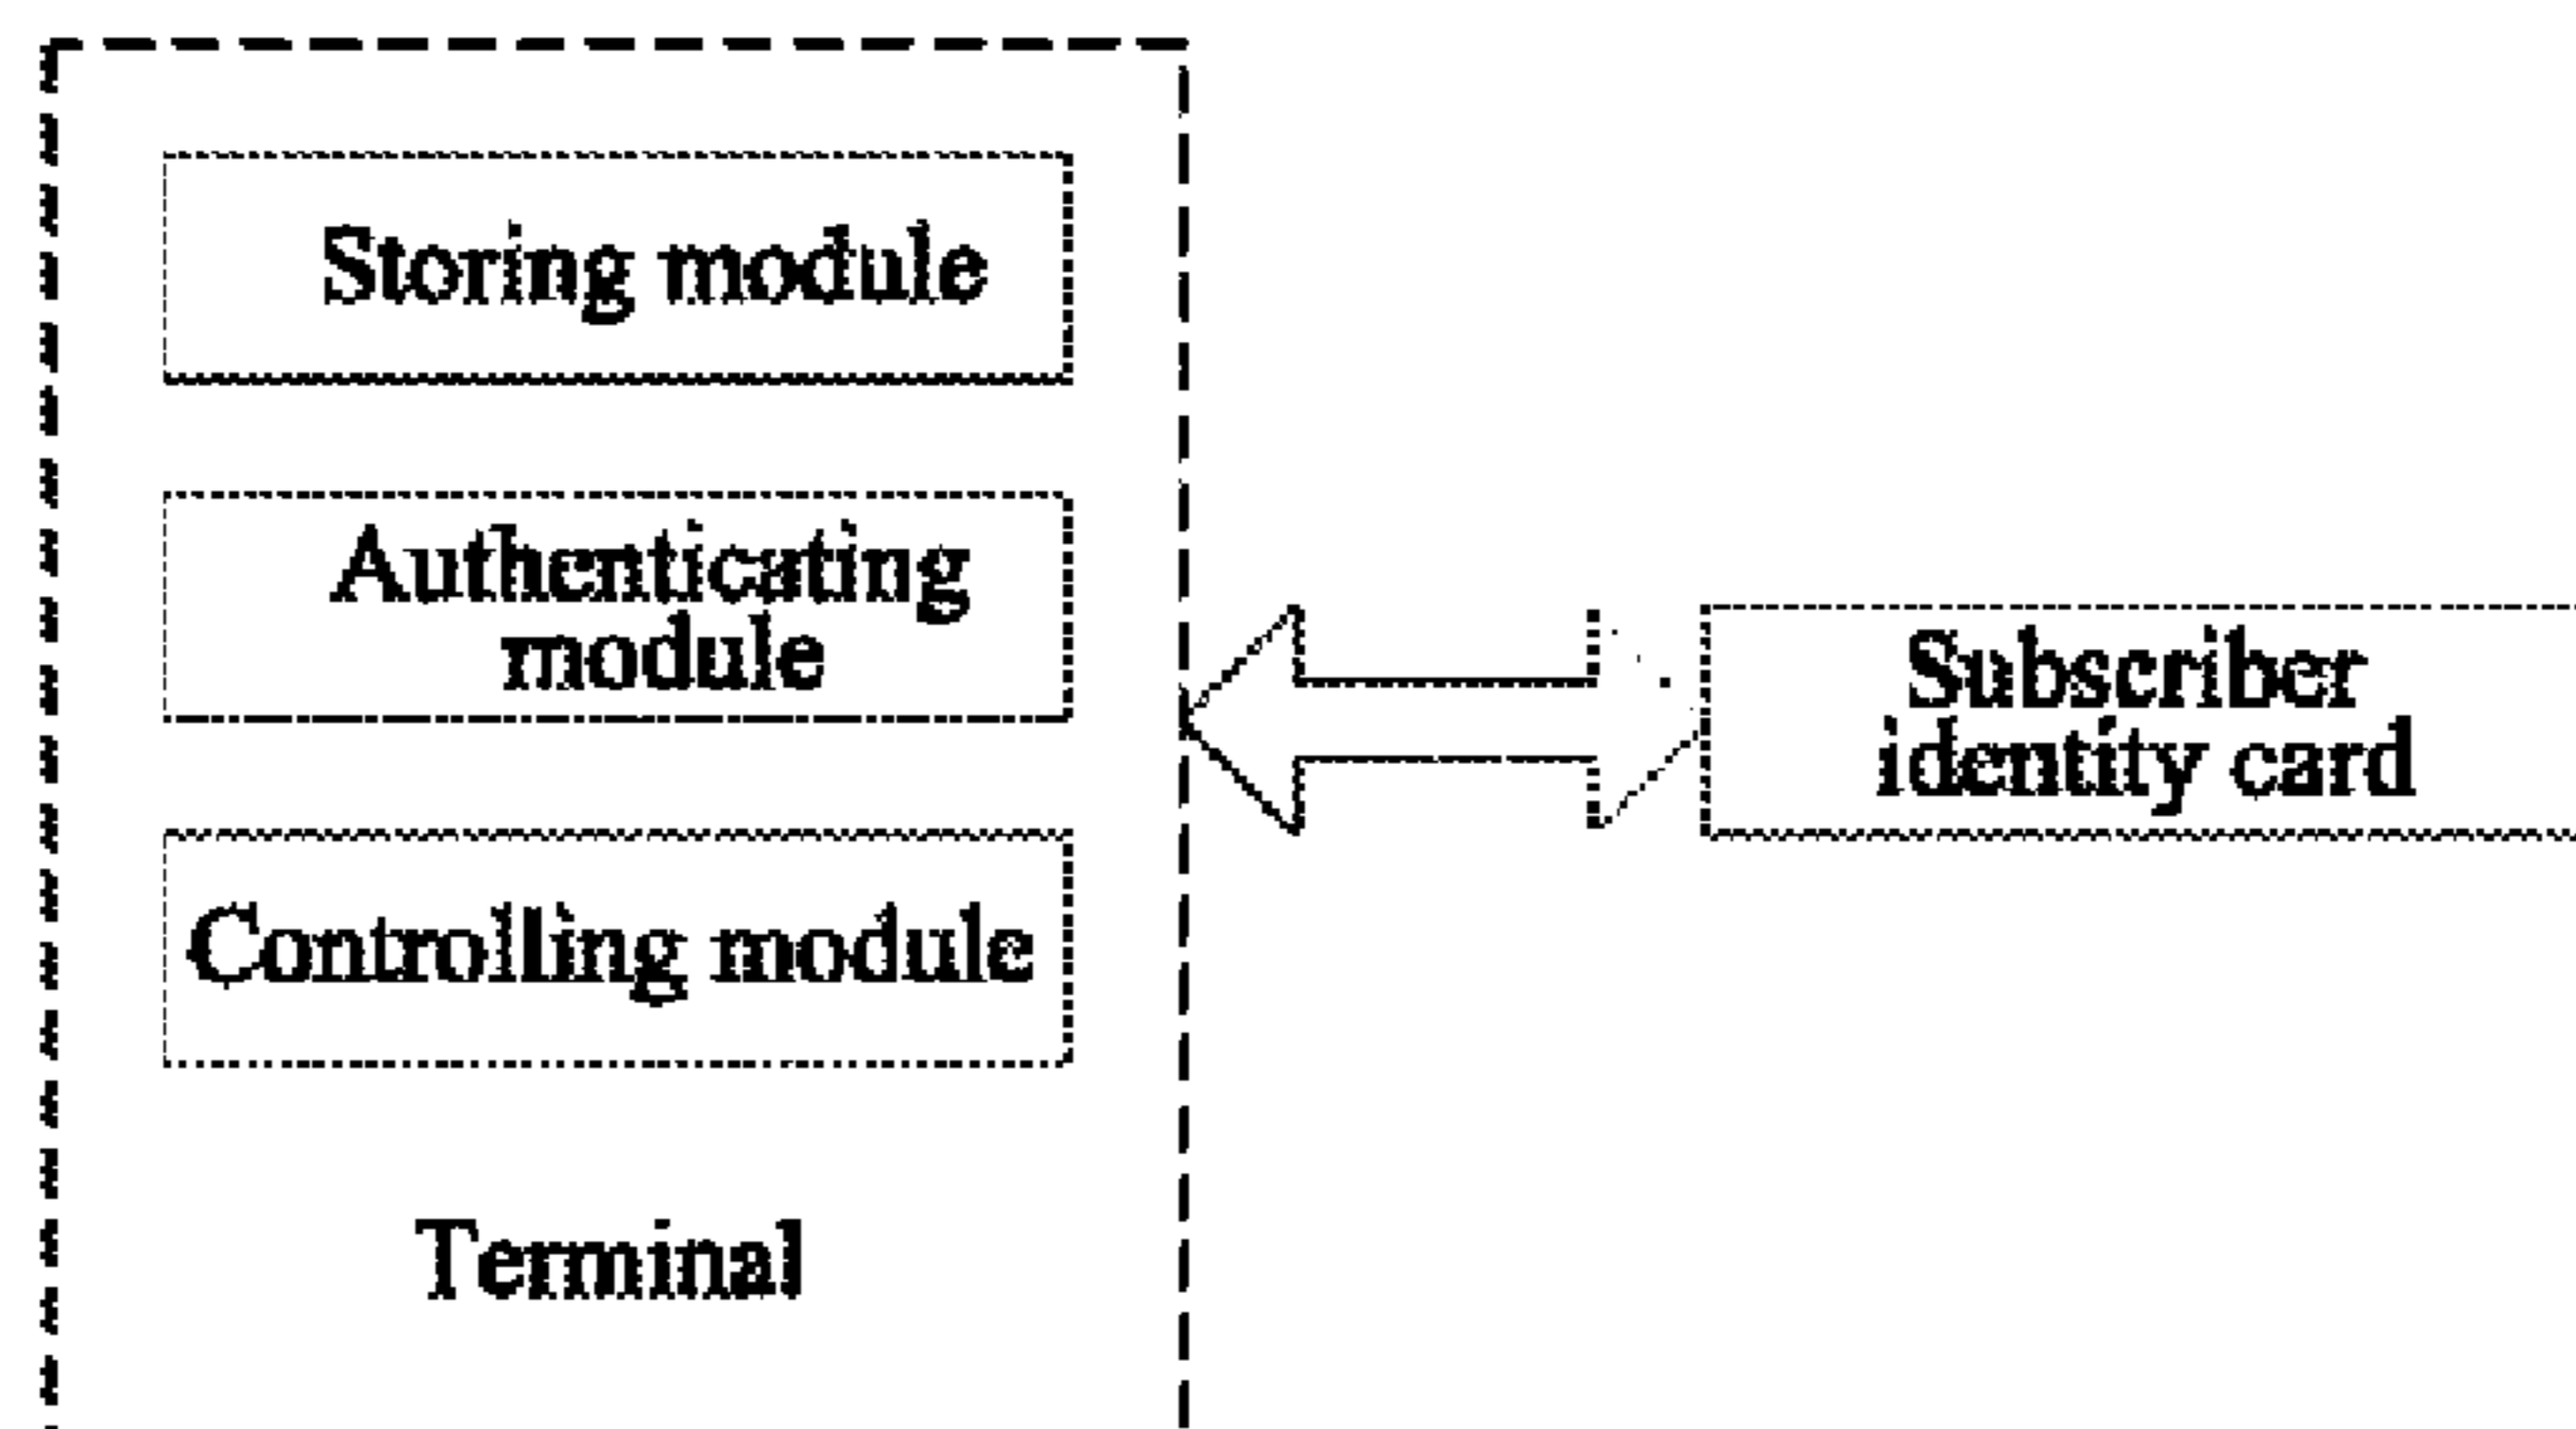 Storing module
Authenticating
module
Controlling module
Terminal
Subscriber
identity card